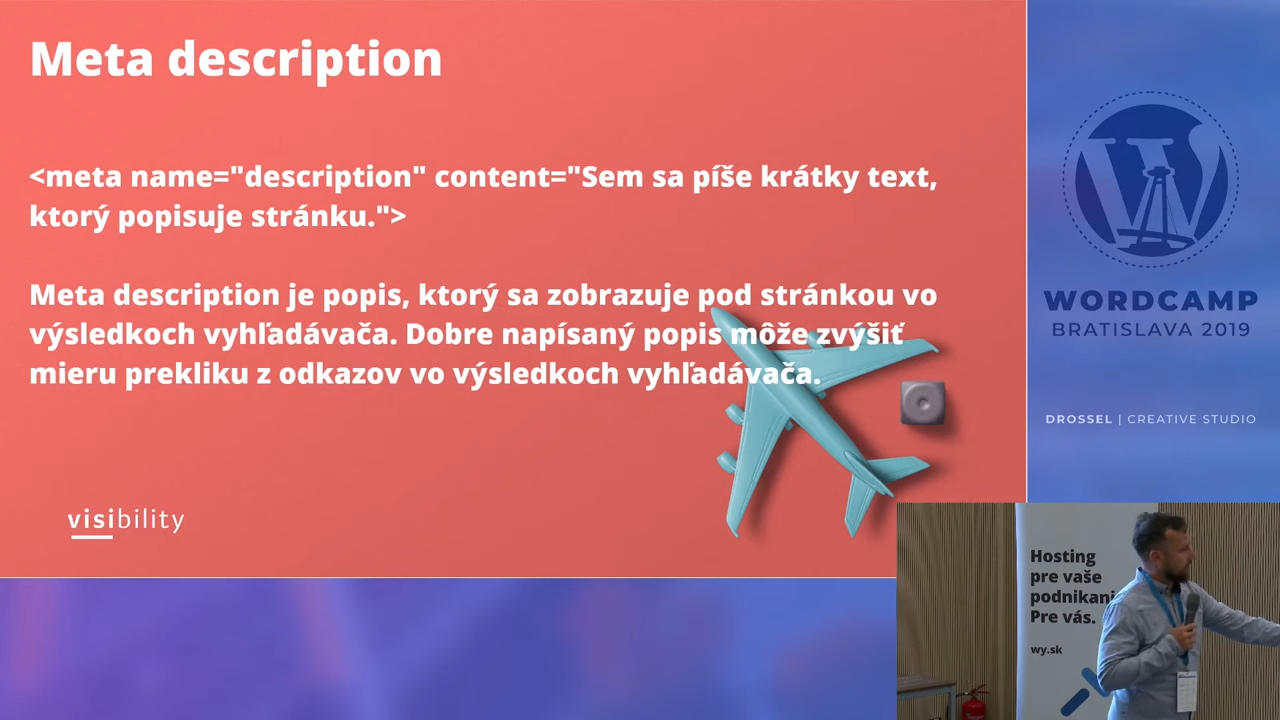 Meta description
<meta name="description" content="Sem sa píše krátky text,
ktorý popisuje stránku.">
Meta description je popis, ktorý sa zobrazuje pod stránkou vo
výsledkoch vyhľadávača. Dobre napísaný popis môže zvýšiť
mieru prekliku z odkazov vo výsledkoch vyhľadávača.
visibility
WORDCAMP
BRATISLAVA 2019
DROSSEL | CREATIVE STUDIO
Hosting
pre vaše
podnikani
Pre vás.
wy.sk